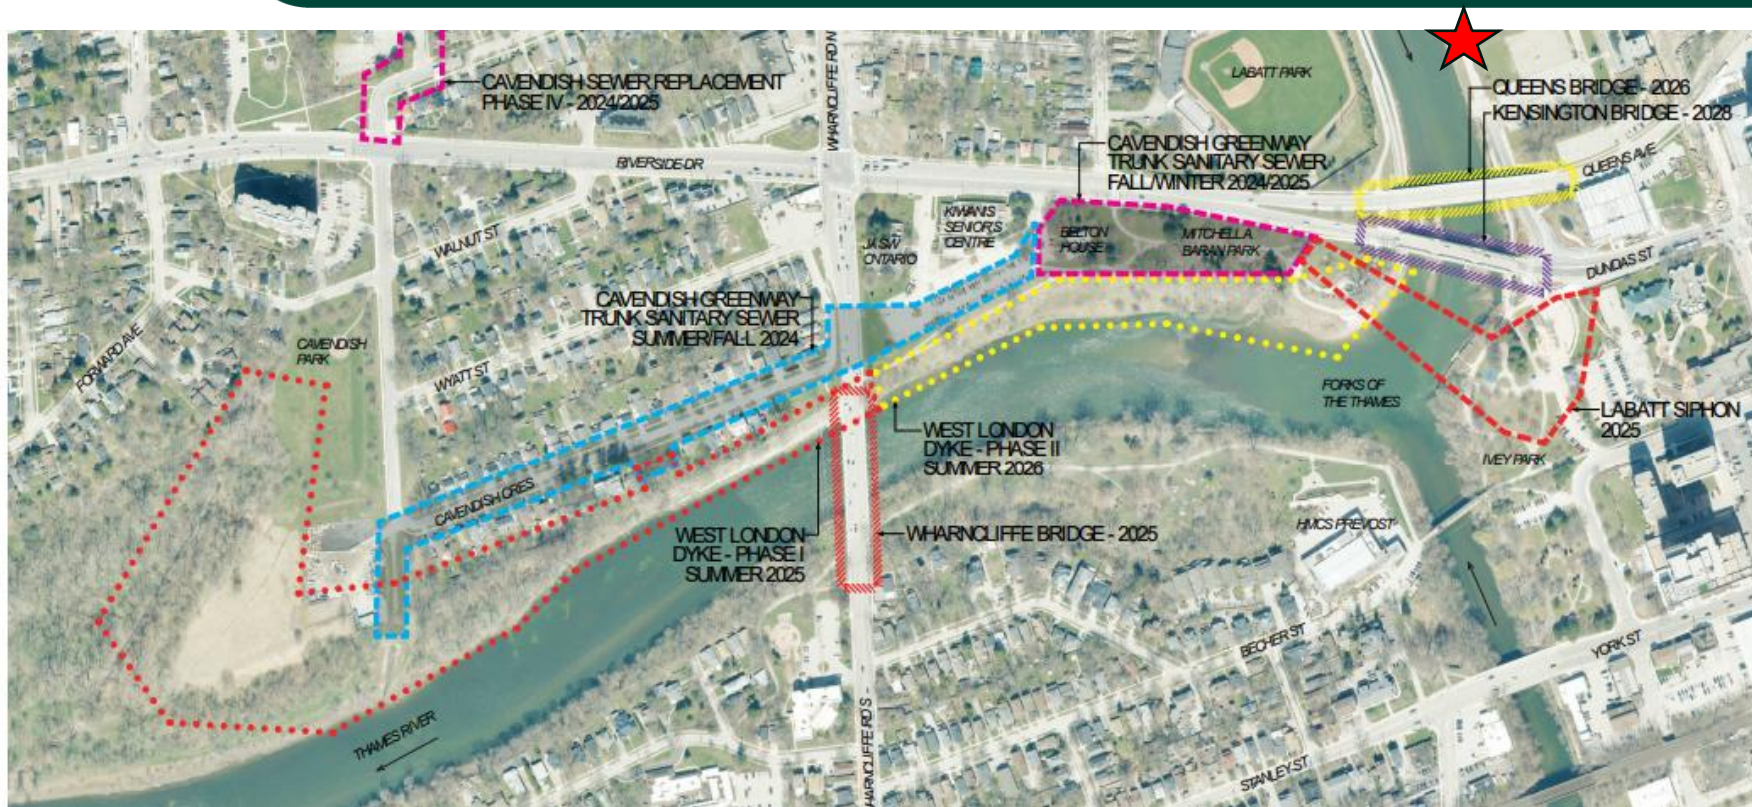 CAVENDISH SEWER REPLACEMENT
PHASE IV - 2024/2025
WHARNCLIFFE RD N
LABATT PARK
QUEENS BRIDGE - 2026
KENSINGTON BRIDGE - 2028
RIVERSIDE DR
CAVENDISH GREENWAY
TRUNK SANITARY SEWER
FALL/WINTER 2024/2025
QUEENS AVE
WALNUT ST
JA SW
ONTARIO
KIWANIS
SENIOR'S
CENTRE
BELTON
HOUSE
MITCHELL A.
BARAN PARK
DUNDAS ST
CAVENDISH GREENWAY
TRUNK SANITARY SEWER
SUMMER/FALL 2024
FORWARD AVE
CAVENDISH
PARK
WYATT ST
FORKS OF
THE THAMES
LABATT SIPHON
2025
WEST LONDON
DYKE - PHASE II
SUMMER 2026
IVEY PARK
CAVENDISH CRES
WEST LONDON
DYKE - PHASE I
SUMMER 2025
WHARNCLIFFE BRIDGE - 2025
HMCS PREVOST
BECHER ST
YORK ST
THAMES RIVER
WHARNCLIFFE RD S
STANLEY ST